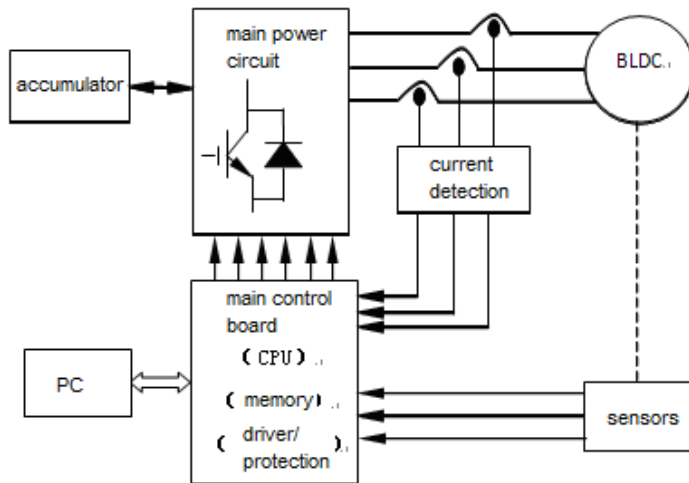 main power
circuit
accumulator
BLDC
current
detection
main control
board
(CPU)
(memory)
(driver/
protection)
PC
sensors